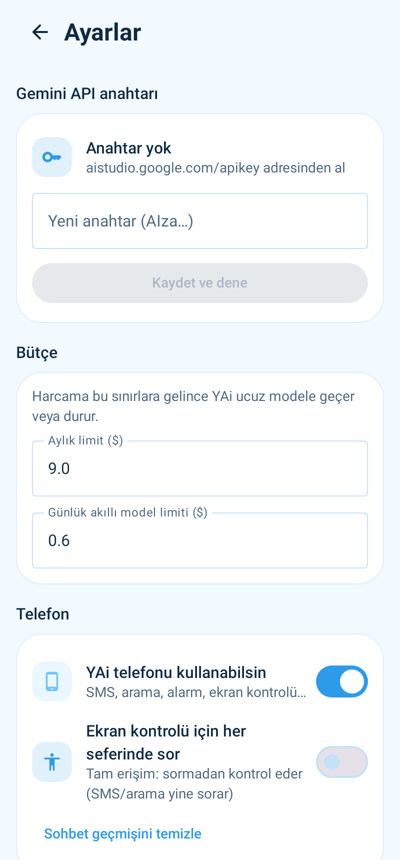 Ayarlar
Gemini API anahtarı
Anahtar yok
aistudio.google.com/apikey adresinden al
Yeni anahtar (AIza…)
Kaydet ve dene
Bütçe
Harcama bu sınırlara gelince YAi ucuz modele geçer
veya durur.
Aylık limit ($)
9.0
Günlük akıllı model limiti ($)
0.6
Telefon
YAi telefonu kullanabilsin
SMS, arama, alarm, ekran kontrolü…
Ekran kontrolü için her
seferinde sor
Tam erişim: sormadan kontrol eder
(SMS/arama yine sorar)
Sohbet geçmişini temizle